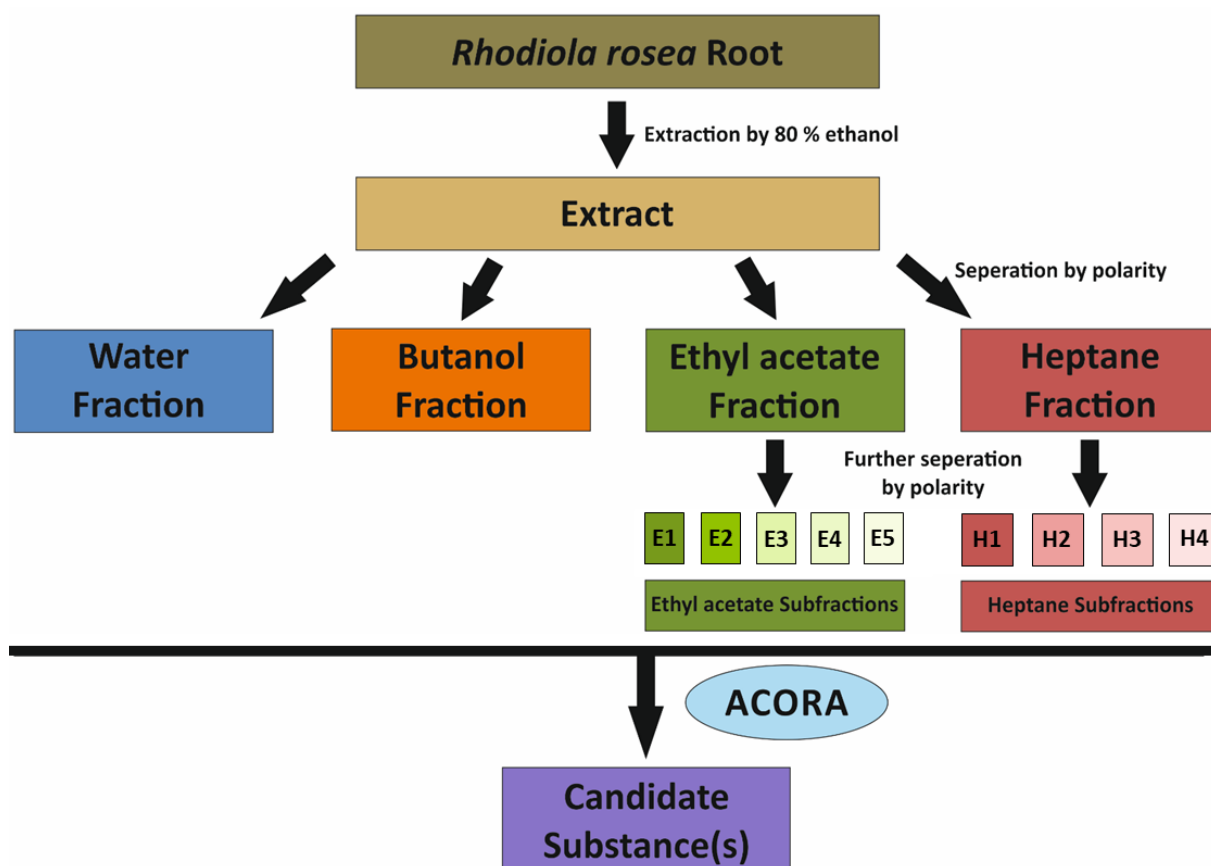 Rhodiola rosea Root
Extraction by 80 % ethanol
Extract
Seperation by polarity
Water
Fraction
Butanol
Fraction
Ethyl acetate
Fraction
Heptane
Fraction
Further seperation
by polarity
E1 E2 E3 E4 E5
H1 H2 H3 H4
Ethyl acetate Subfractions
Heptane Subfractions
ACORA
Candidate
Substance(s)